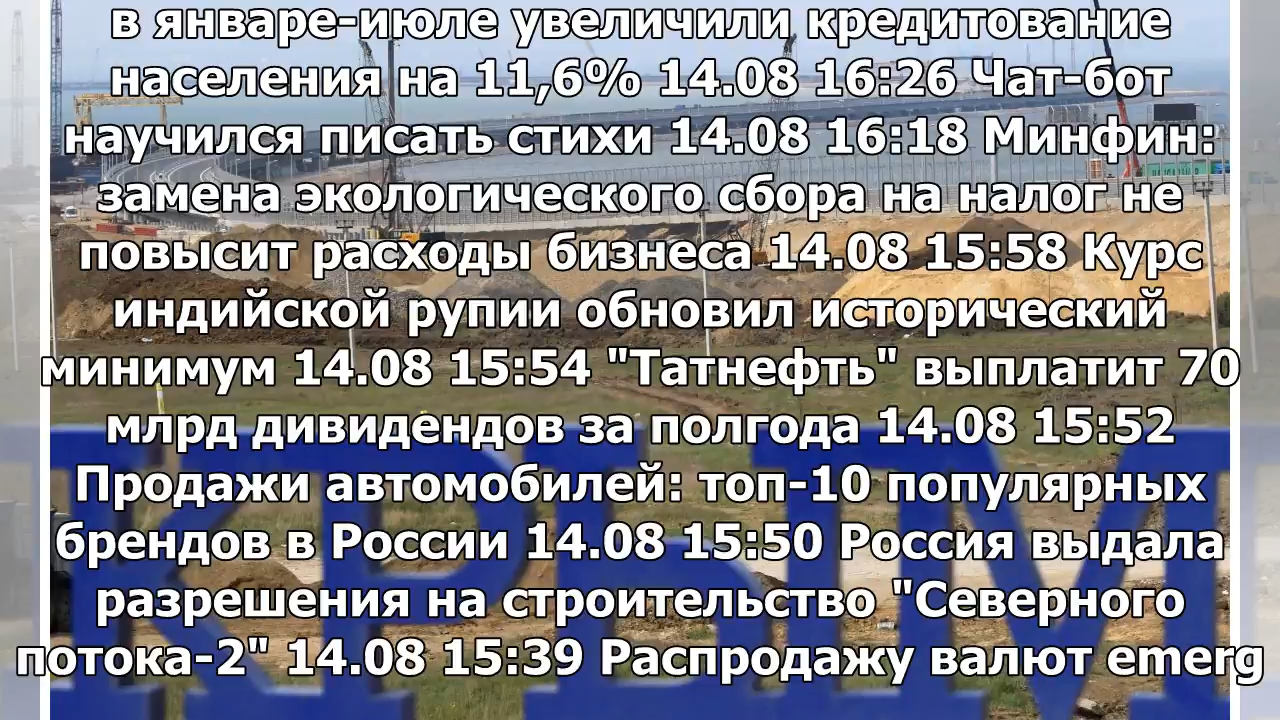 в январе-июле увеличили кредитование
населения на 11,6% 14.08 16:26 Чат-бот
научился писать стихи 14.08 16:18 Минфин:
замена экологического сбора на налог не
повысит расходы бизнеса 14.08 15:58 Курс
индийской рупии обновил исторический
минимум 14.08 15:54 "Татнефть" выплатит 70
млрд дивидендов за полгода 14.08 15:52
Продажи автомобилей: топ-10 популярных
брендов в России 14.08 15:50 Россия выдала
разрешения на строительство "Северного
потока-2" 14.08 15:39 Распродажу валют emerg
КРЫМ